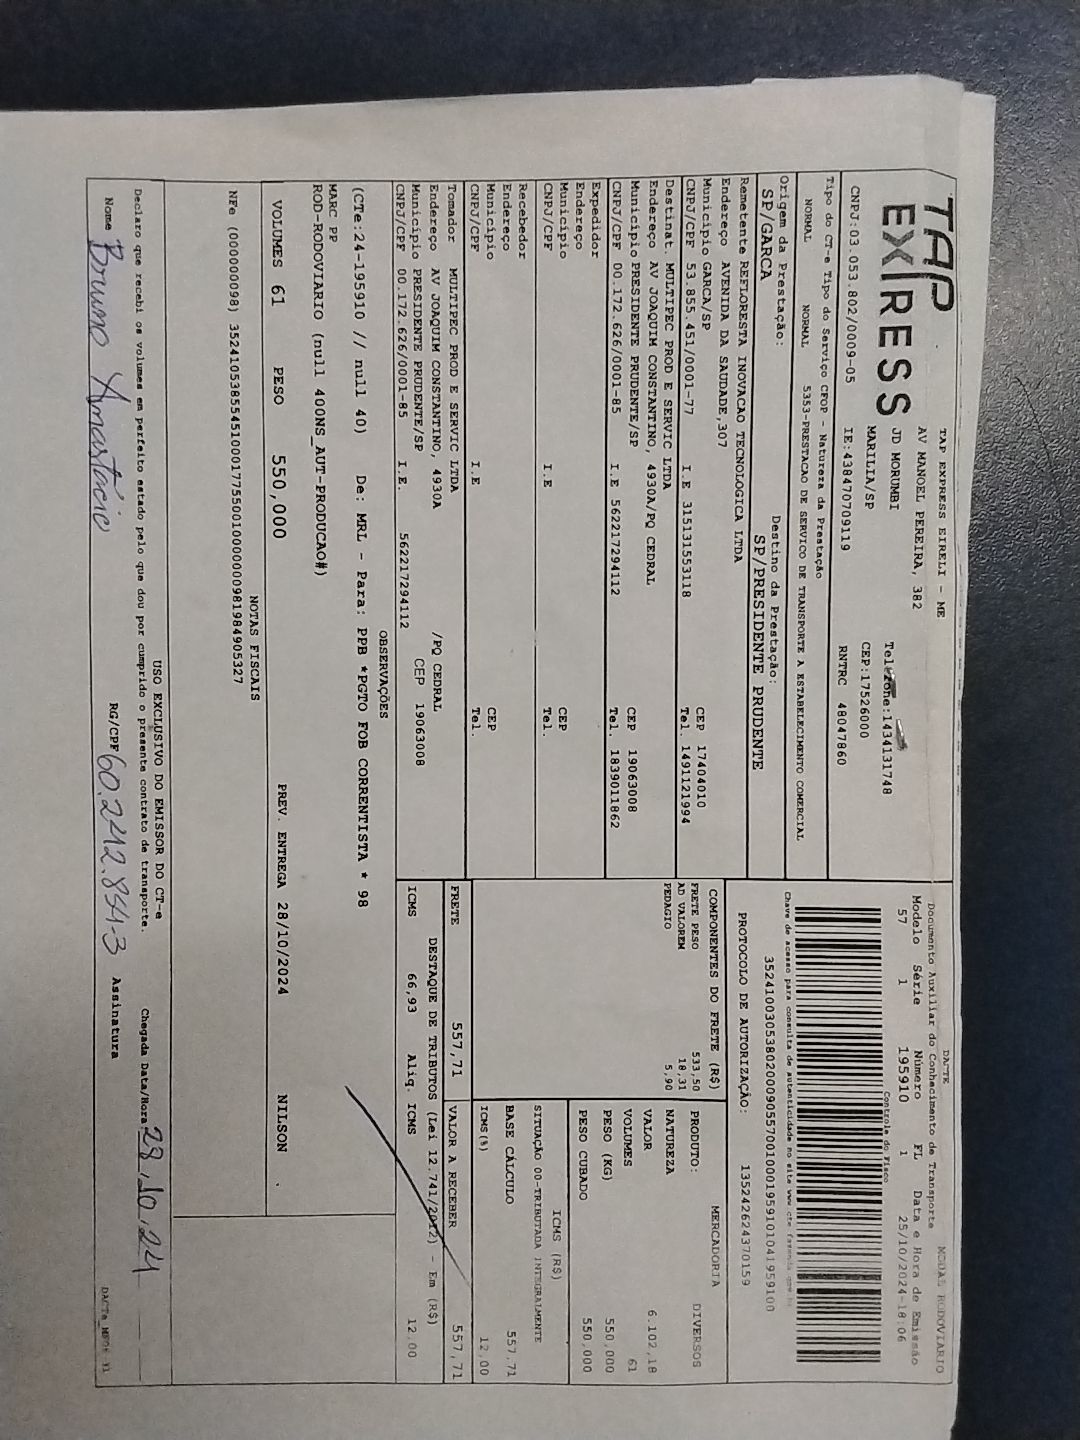 TAP EXPRESS
TAP EXPRESS EIRELI - ME
AV MANOEL PEREIRA, 382
JD MORUMBI
MARILIA/SP
Telefone:1434131748
CEP:17526000
CNPJ:03.053.802/0009-05 IE:438470709119 RNTRC 48047860
DACTE MODAL RODOVIÁRIO
Documento Auxiliar do Conhecimento de Transporte
Modelo Série Número FL Data e Hora de Emissão
57 1 195910 1 25/10/2024-18:06
Controle do Fisco
Chave de acesso para consulta de autenticidade no site www.cte.fazenda.gov.br
PROTOCOLO DE AUTORIZAÇÃO: 135242624370159
Tipo do CT-e Tipo do Serviço CFOP - Natureza da Prestação
NORMAL NORMAL 5353-PRESTACAO DE SERVICO DE TRANSPORTE A ESTABELECIMENTO COMERCIAL
Origem da Prestação: Destino da Prestação:
SP/GARCA SP/PRESIDENTE PRUDENTE
Remetente REFLORESTA INOVACAO TECNOLOGICA LTDA
Endereço AVENIDA DA SAUDADE,307
Município GARCA/SP CEP 17404010
CNPJ/CPF 53.855.451/0001-77 I.E 315131553118 Tel. 1491121994
Destinat. MULTIPEC PROD E SERVIC LTDA
Endereço AV JOAQUIM CONSTANTINO, 4930A/PQ CEDRAL
Município PRESIDENTE PRUDENTE/SP CEP 19063008
CNPJ/CPF 00.172.626/0001-85 I.E 562217294112 Tel. 1839011862
Expedidor
Endereço
Município CEP
CNPJ/CPF I.E Tel.
Recebedor
Endereço
Município CEP
CNPJ/CPF I.E Tel.
Tomador MULTIPEC PROD E SERVIC LTDA
Endereço AV JOAQUIM CONSTANTINO, 4930A /PQ CEDRAL
Município PRESIDENTE PRUDENTE/SP CEP 19063008
CNPJ/CPF 00.172.626/0001-85 I.E. 562217294112
COMPONENTES DO FRETE (R$)
FRETE PESO 533,50
AD VALOREM 18,31
PEDAGIO 5,90
MERCADORIA
PRODUTO: DIVERSOS
NATUREZA
VALOR 6.102,18
VOLUMES 61
PESO (KG) 550,000
PESO CUBADO 550,000
ICMS (R$)
SITUAÇÃO 00-TRIBUTADA INTEGRALMENTE
BASE CÁLCULO 557,71
ICMS(%) 12,00
FRETE 557,71 VALOR A RECEBER 557,71
DESTAQUE DE TRIBUTOS (Lei 12.741/2012) - Em (R$)
ICMS 66,93 Aliq. ICMS 12,00
OBSERVAÇÕES
(CTe:24-195910 // null 40) De: MRL - Para: PPB *PGTO FOB CORRENTISTA * 98
MARC PP
ROD-RODOVIARIO (null 400NS_AUT-PRODUCAO#)
VOLUMES 61 PESO 550,000 PREV. ENTREGA 28/10/2024 NILSON
NOTAS FISCAIS
USO EXCLUSIVO DO EMISSOR DO CT-e
Declaro que recebi os volumes em perfeito estado pelo que dou por cumprido o presente contrato de transporte. Chegada Data/Hora 28,10,24
Nome Bruno RG/CPF 60.242.854-3 Assinatura